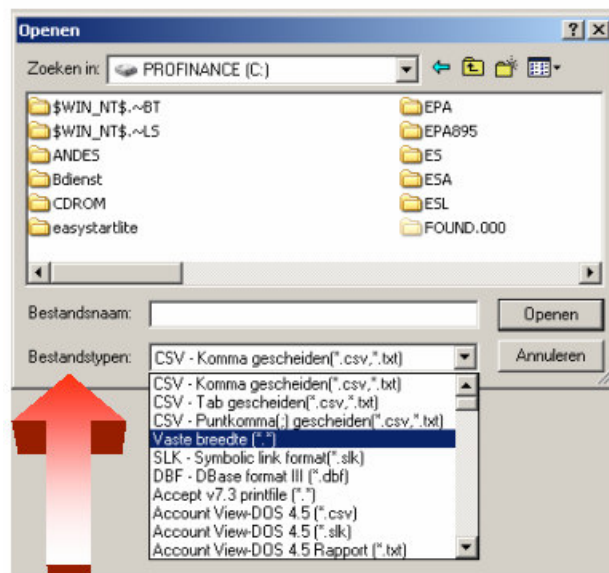 Openen
Zoeken in: PROFINANCE (C:)
$WIN_NT$.~BT
$WIN_NT$.~LS
ANDES
Bdienst
CDROM
easystartlite
EPA
EPA895
ES
ESA
ESL
FOUND.000
Bestandsnaam:
Openen
Bestandstypen: CSV - Komma gescheiden(*.csv,*.txt)
Annuleren
CSV - Komma gescheiden(*.csv,*.txt)
CSV - Tab gescheiden(*.csv,*.txt)
CSV - Puntkomma(;) gescheiden(*.csv,*.txt)
Vaste breedte (*.*)
SLK - Symbolic link format(*.slk)
DBF - DBase format III (*.dbf)
Accept v7.3 printfile (*.*)
Account View-DOS 4.5 (*.csv)
Account View-DOS 4.5 (*.slk)
Account View-DOS 4.5 Rapport (*.txt)